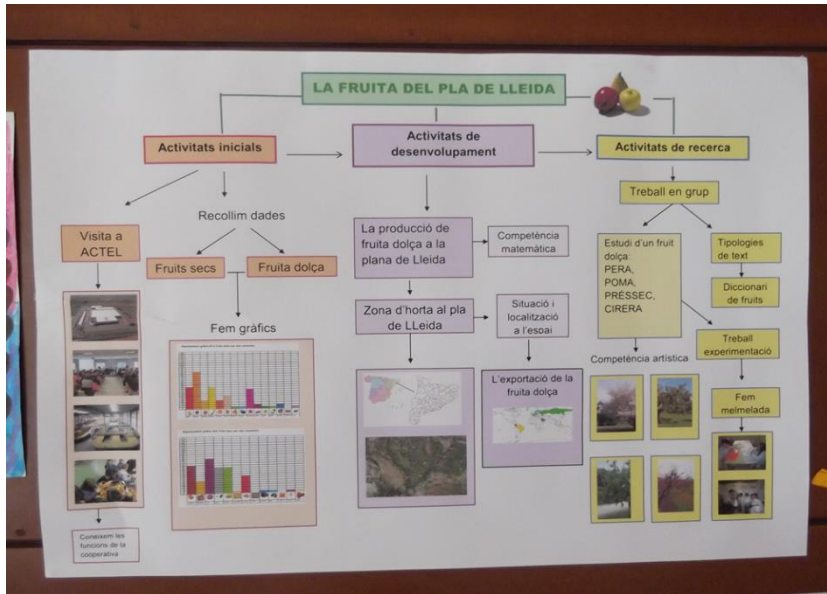 LA FRUITA DEL PLA DE LLEIDA
Activitats inicials
Activitats de
desenvolupament
Activitats de recerca
Visita a
ACTEL
Recollim dades
Fruits secs
Fruita dolça
Fem gràfics
Coneixem les
funcions de la
cooperativa
La producció de
fruita dolça a la
plana de Lleida
Competència
matemàtica
Zona d'horta al pla
de LLeida
Situació i
localització
a l'espai
L'exportació de la
fruita dolça
Treball en grup
Estudi d'un fruit
dolça:
PERA,
POMA,
PRÉSSEC,
CIRERA
Tipologies
de text
Diccionari
de fruits
Treball
experimentació
Competència artística
Fem
melmelada